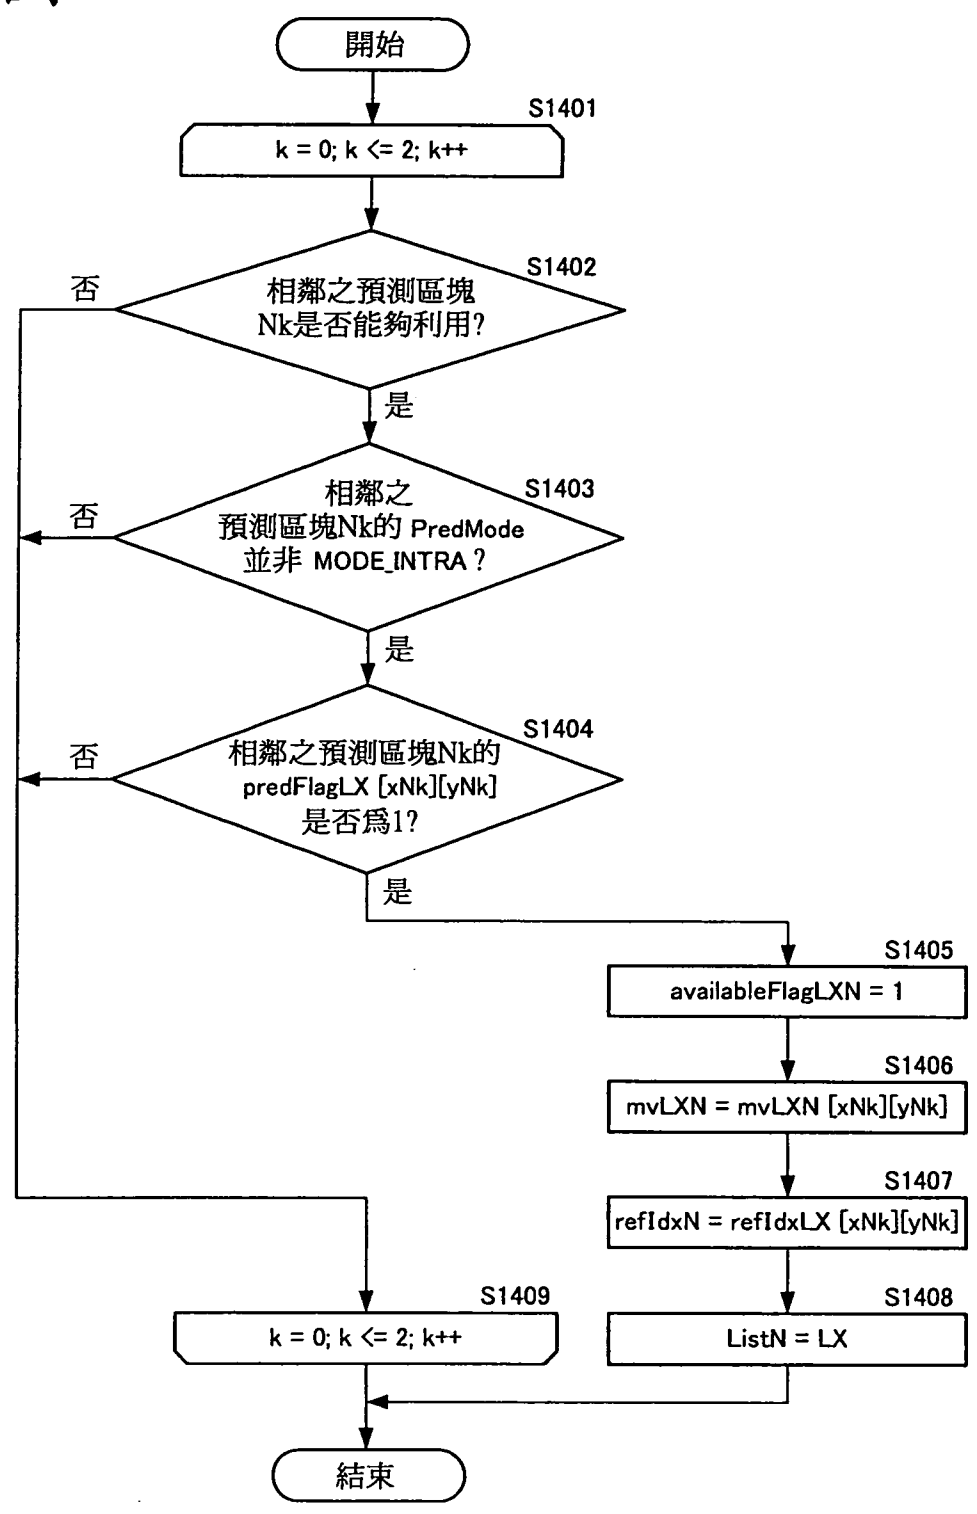 開始
S1401
k = 0; k <= 2; k++
S1402
否
相鄰之預測區塊
Nk是否能夠利用?
是
S1403
否
相鄰之
預測區塊Nk的 PredMode
並非 MODE_INTRA ?
是
S1404
否
相鄰之預測區塊Nk的
predFlagLX [xNk][yNk]
是否爲1?
是
S1405
availableFlagLXN = 1
S1406
mvLXN = mvLXN [xNk][yNk]
S1407
refIdxN = refIdxLX [xNk][yNk]
S1409
k = 0; k <= 2; k++
S1408
ListN = LX
結束